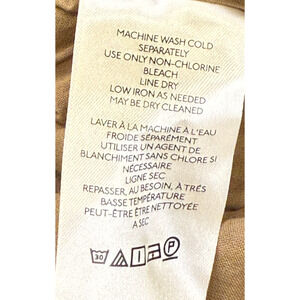 MACHINE WASH COLD
SEPARATELY
USE ONLY NON-CHLORINE
BLEACH
LINE DRY
LOW IRON AS NEEDED
MAY BE DRY CLEANED
LAVER À LA MACHINE À L'EAU
FROIDE SÉPARÉMENT
UTILISER UN AGENT DE
BLANCHIMENT SANS CHLORE SI
NÉCESSAIRE
LIGNE SEC
REPASSER, AU BESOIN, À TRÉS
BASSE TEMPÉRATURE
PEUT-ÊTRE ÊTRE NETTOYÉE
A SEC
30
P